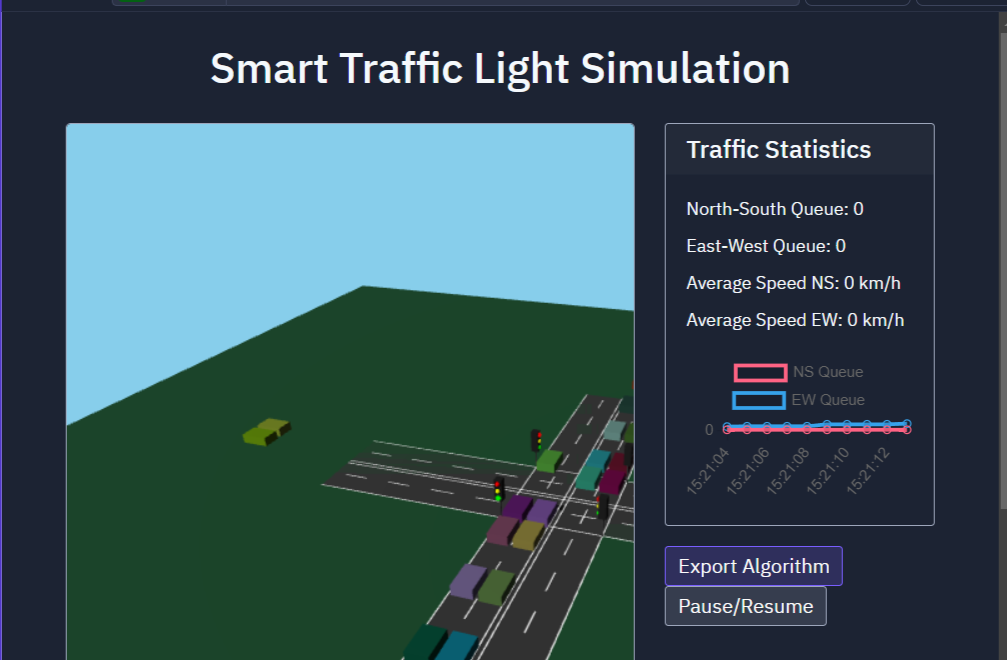 Smart Traffic Light Simulation
Traffic Statistics
North-South Queue: 0
East-West Queue: 0
Average Speed NS: 0 km/h
Average Speed EW: 0 km/h
NS Queue
EW Queue
0
15:21:04
15:21:06
15:21:08
15:21:10
15:21:12
Export Algorithm
Pause/Resume